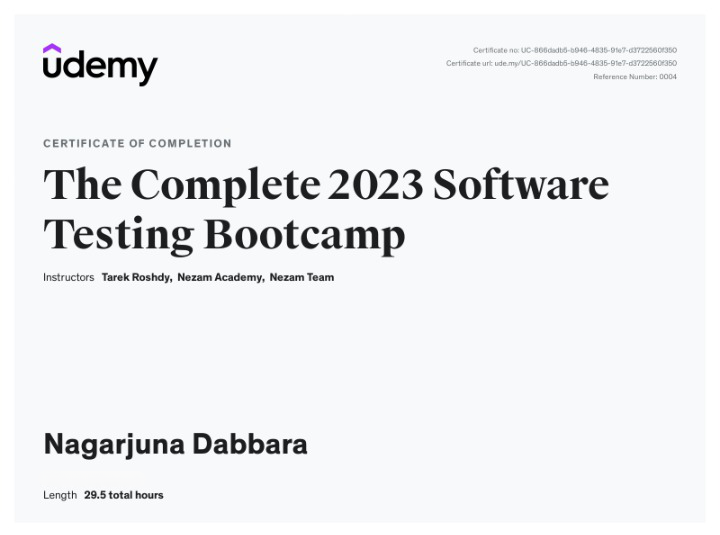 udemy
Certificate no: UC-866dadb5-b946-4835-91e7-d3722560f350
Certificate url: ude.my/UC-866dadb5-b946-4835-91e7-d3722560f350
Reference Number: 0004
CERTIFICATE OF COMPLETION
The Complete 2023 Software
Testing Bootcamp
Instructors Tarek Roshdy, Nezam Academy, Nezam Team
Nagarjuna Dabbara
Length 29.5 total hours